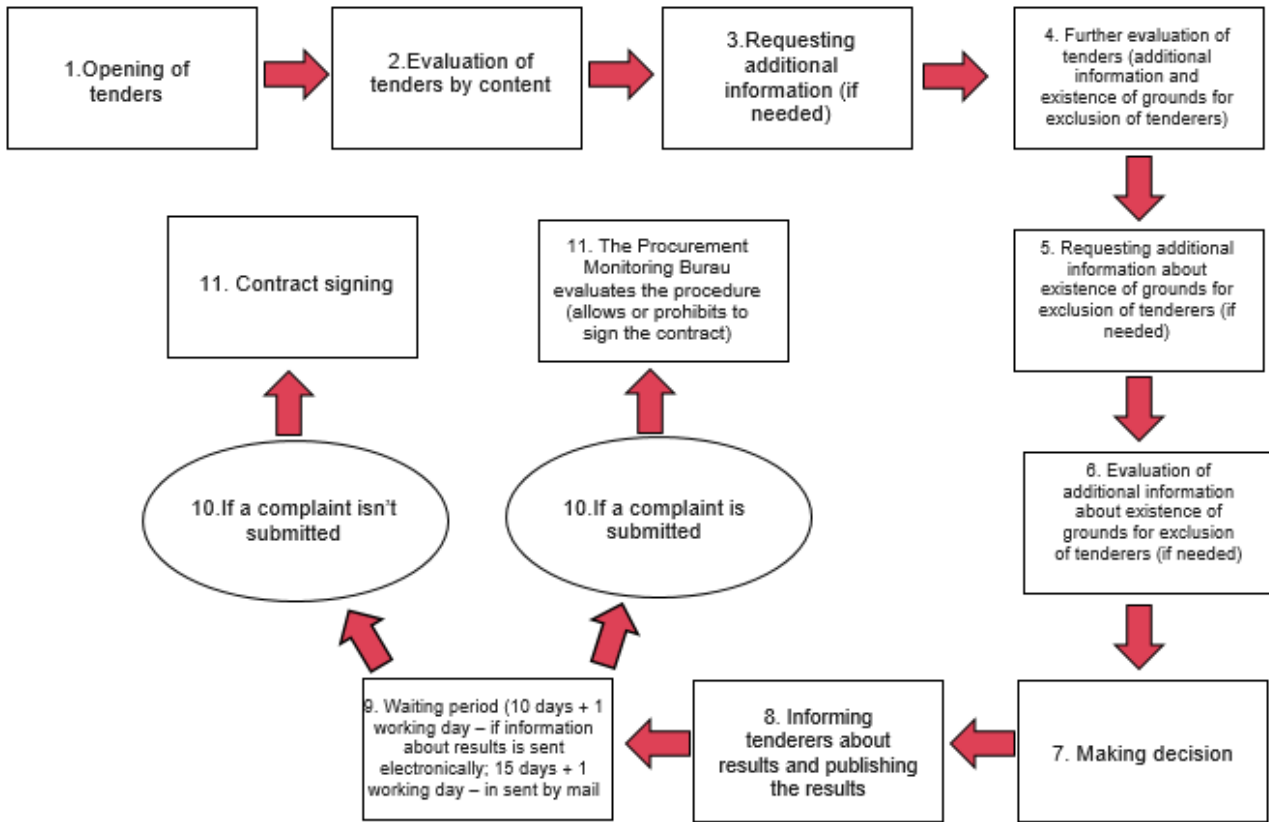 1.Opening of
tenders
2.Evaluation of
tenders by content
3.Requesting
additional
information (if
needed)
4. Further evaluation of
tenders (additional
information and
existence of grounds for
exclusion of tenderers)
5. Requesting additional
information about
existence of grounds for
exclusion of tenderers (if
needed)
6. Evaluation of
additional information
about existence of
grounds for exclusion
of tenderers (if needed)
7. Making decision
8. Informing
tenderers about
results and publishing
the results
9. Waiting period (10 days + 1
working day – if information
about results is sent
electronically; 15 days + 1
working day – in sent by mail
10.If a complaint isn't
submitted
10.If a complaint is
submitted
11. Contract signing
11. The Procurement
Monitoring Burau
evaluates the procedure
(allows or prohibits to
sign the contract)